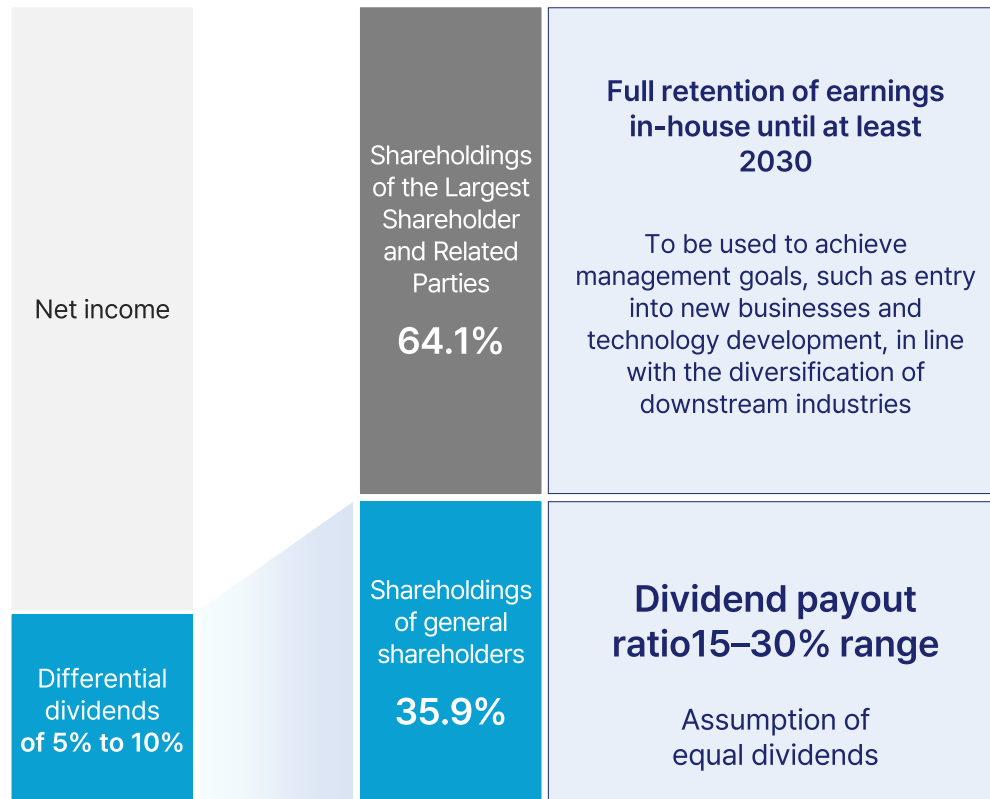 Net income
Differential
dividends
of 5% to 10%
Shareholdings
of the Largest
Shareholder
and Related
Parties
64.1%
Full retention of earnings
in-house until at least
2030
To be used to achieve
management goals, such as entry
into new businesses and
technology development, in line
with the diversification of
downstream industries
Shareholdings
of general
shareholders
35.9%
Dividend payout
ratio15–30% range
Assumption of
equal dividends